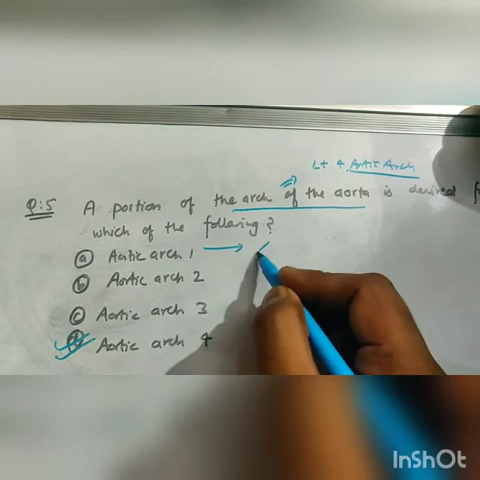 Lt 4 Aortic Arch
Q:5 A portion of the arch of the aorta is derived
which of the following?
a Aortic arch 1
b Aortic arch 2
c Aortic arch 3
d Aortic arch 4
InShOt